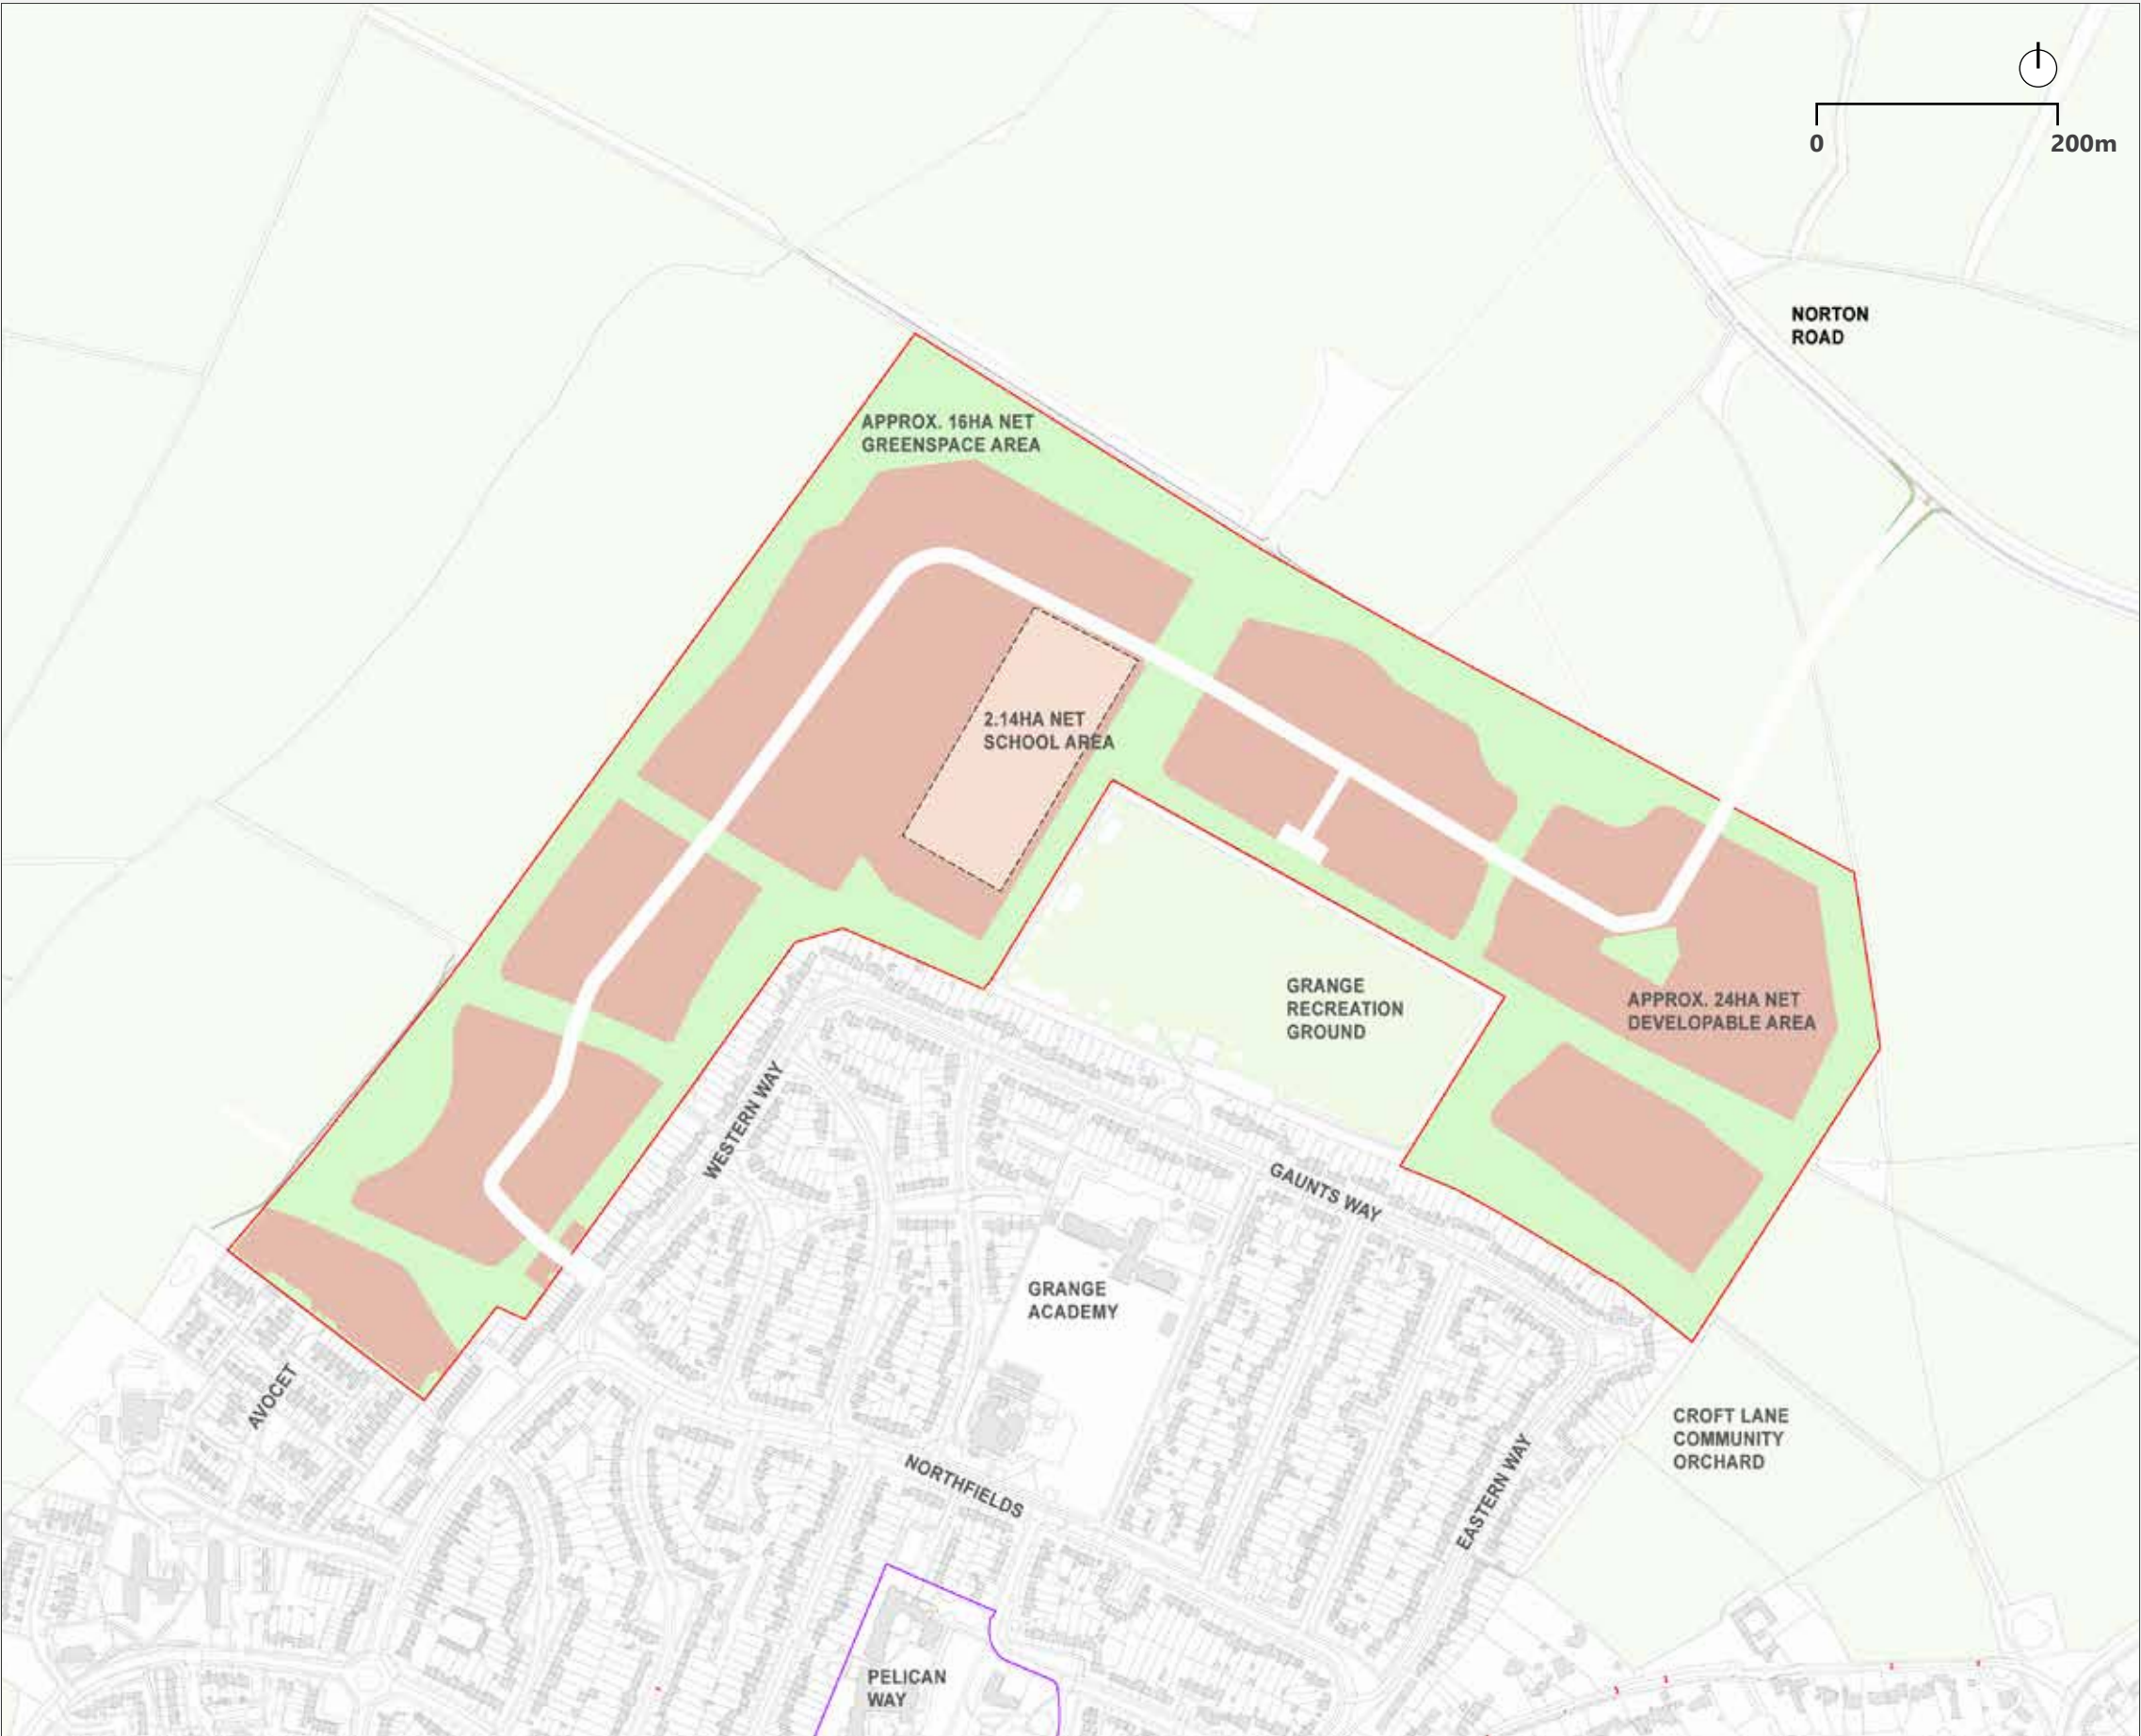 0
200m
NORTON
ROAD
APPROX. 16HA NET
GREENSPACE AREA
2.14HA NET
SCHOOL AREA
GRANGE
RECREATION
GROUND
APPROX. 24HA NET
DEVELOPABLE AREA
WESTERN WAY
GAUNTS WAY
GRANGE
ACADEMY
AVOCET
NORTHFIELDS
EASTERN WAY
CROFT LANE
COMMUNITY
ORCHARD
PELICAN
WAY